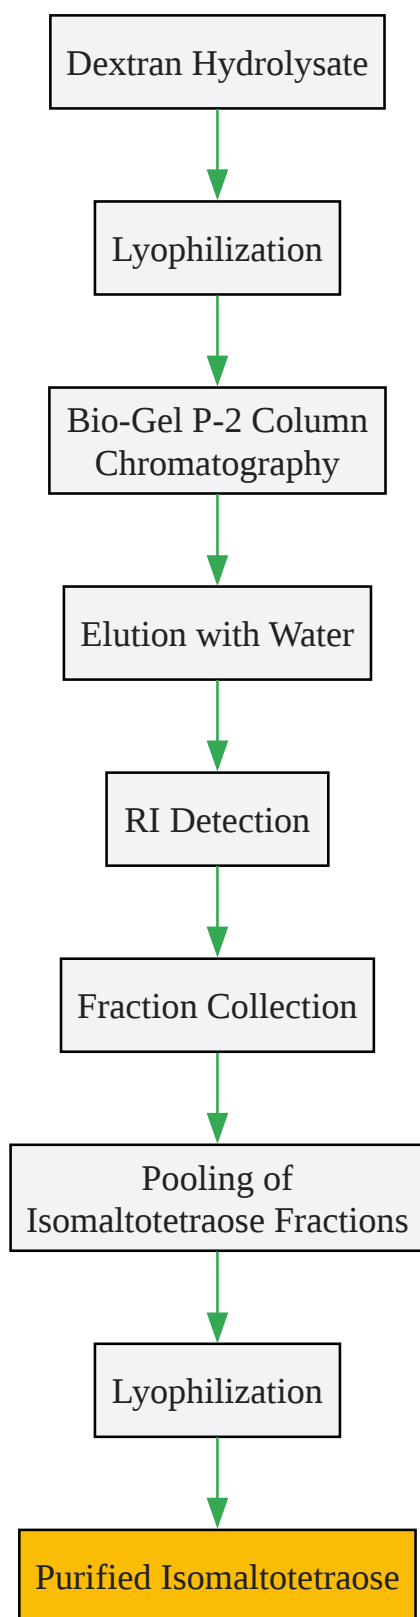 Dextran Hydrolysate
Lyophilization
Bio-Gel P-2 Column
Chromatography
Elution with Water
RI Detection
Fraction Collection
Pooling of
Isomaltotetraose Fractions
Lyophilization
Purified Isomaltotetraose